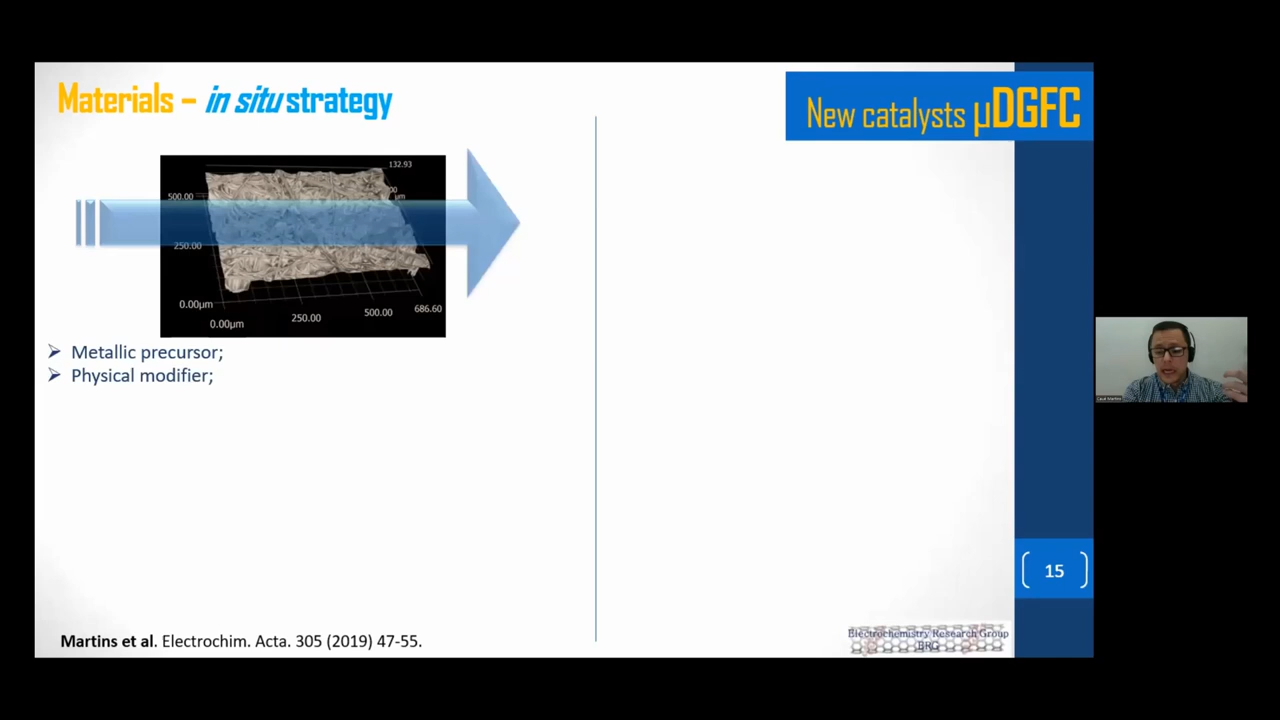 Materials – in situ strategy
New catalysts µDGFC
132.93
500.00
µm
250.00
0.00µm
0.00µm
250.00
500.00
686.60
Metallic precursor;
Physical modifier;
15
Martins et al. Electrochim. Acta. 305 (2019) 47-55.
Electrochemistry Research Group
ERG